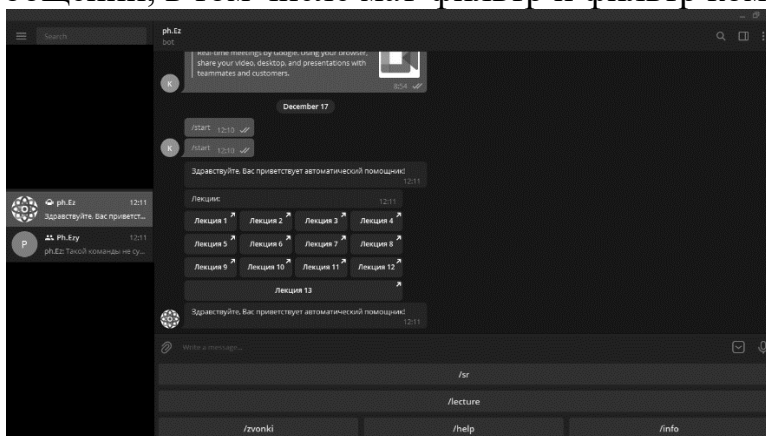 Search
ph.Ez
bot
Real-time meetings by Google. Using your browser,
share your video, desktop, and presentations with
teammates and customers.
8:54
K
December 17
/start 12:10
K
/start 12:10
Здравствуйте, Вас приветствует автоматический помощник!
12:11
Лекции:
12:11
Лекция 1 Лекция 2 Лекция 3 Лекция 4
Лекция 5 Лекция 6 Лекция 7 Лекция 8
Лекция 9 Лекция 10 Лекция 11 Лекция 12
Лекция 13
Здравствуйте, Вас приветствует автоматический помощник!
12:11
ph.Ez 12:11
Здравствуйте, Вас приветст...
P
Ph.Ezy 12:11
ph.Ez: Такой команды не су...
Write a message...
/sr
/lecture
/zvonki /help /info